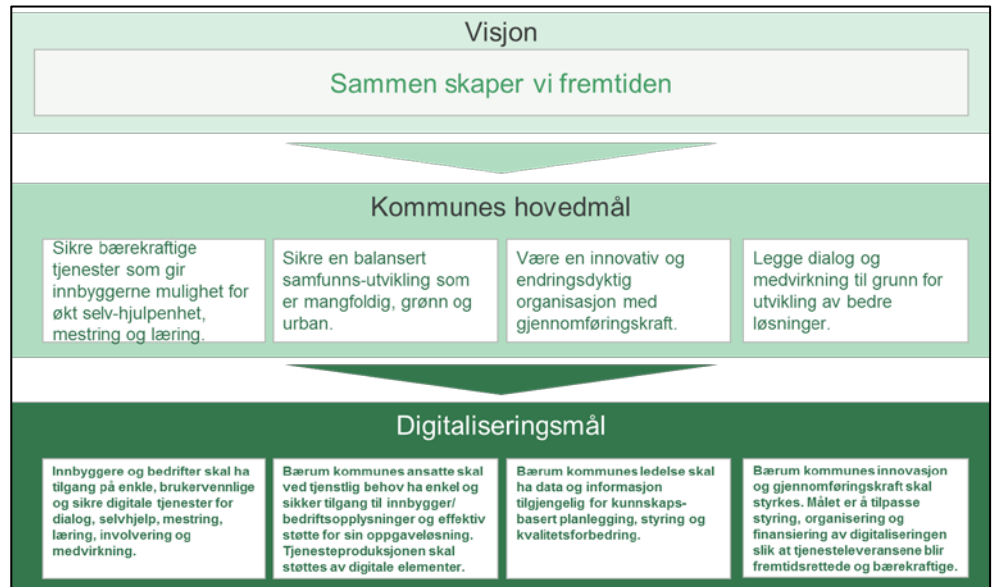 Visjon
Sammen skaper vi fremtiden
Kommunes hovedmål
Sikre bærekraftige
tjenester som gir
innbyggerne mulighet for
økt selv-hjulpenhet,
mestring og læring.
Sikre en balansert
samfunns-utvikling som
er mangfoldig, grønn og
urban.
Være en innovativ og
endringsdyktig
organisasjon med
gjennomføringskraft.
Legge dialog og
medvirkning til grunn for
utvikling av bedre
løsninger.
Digitaliseringsmål
Innbyggere og bedrifter skal ha
tilgang på enkle, brukervennlige
og sikre digitale tjenester for
dialog, selvhjelp, mestring,
læring, involvering og
medvirkning.
Bærum kommunes ansatte skal
ved tjenstlig behov ha enkel og
sikker tilgang til innbygger/
bedriftsopplysninger og effektiv
støtte for sin oppgaveløsning.
Tjenesteproduksjonen skal
støttes av digitale elementer.
Bærum kommunes ledelse skal
ha data og informasjon
tilgjengelig for kunnskaps-
basert planlegging, styring og
kvalitetsforbedring.
Bærum kommunes innovasjon
og gjennomføringskraft skal
styrkes. Målet er å tilpasse
styring, organisering og
finansiering av digitaliseringen
slik at tjenesteleveransene blir
fremtidsrettede og bærekraftige.